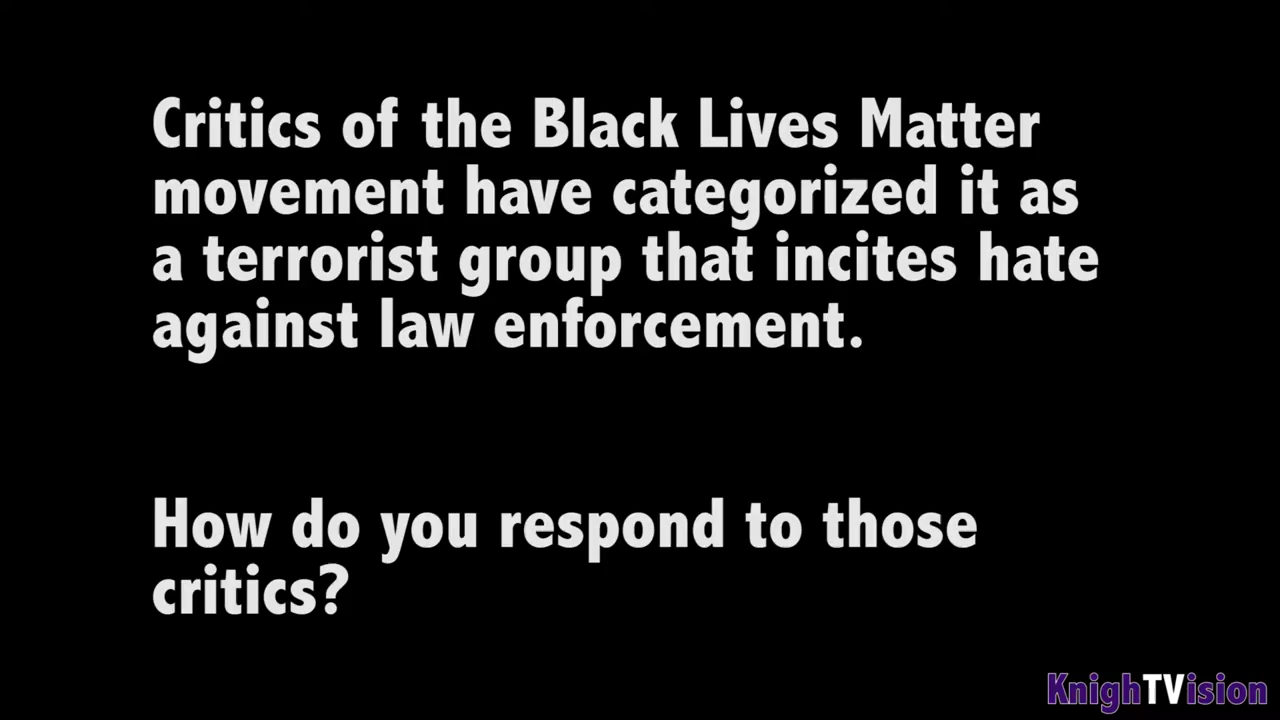 Critics of the Black Lives Matter
movement have categorized it as
a terrorist group that incites hate
against law enforcement.
How do you respond to those
critics?
KnighTVision